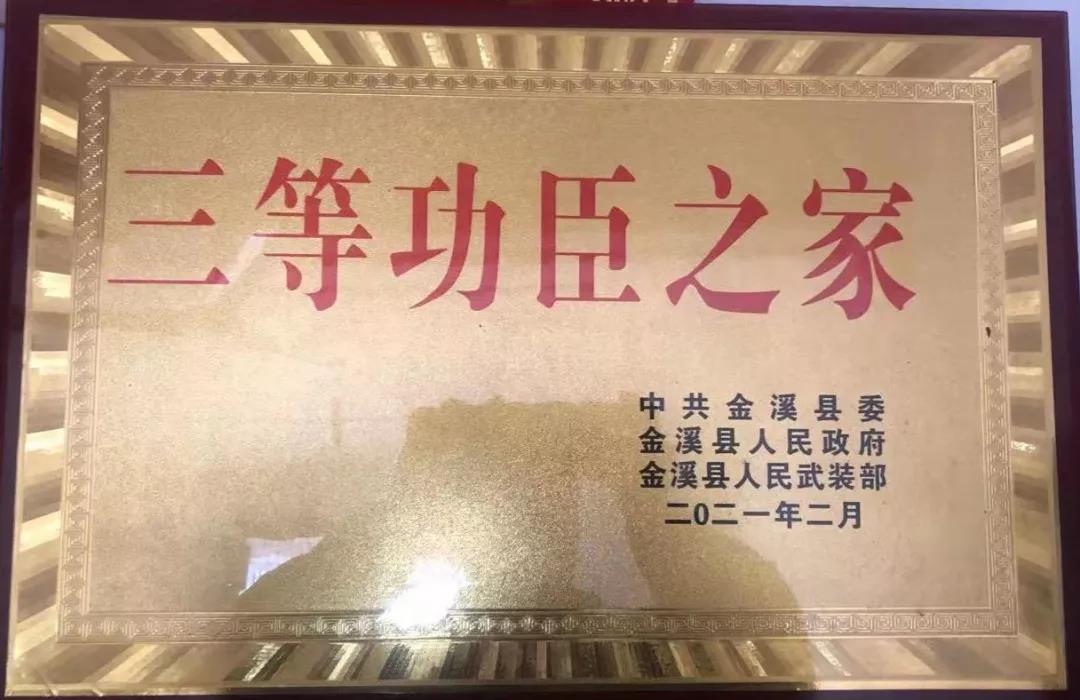 三等功臣之家
中共金溪县委
金溪县人民政府
金溪县人民武装部
二0二一年二月